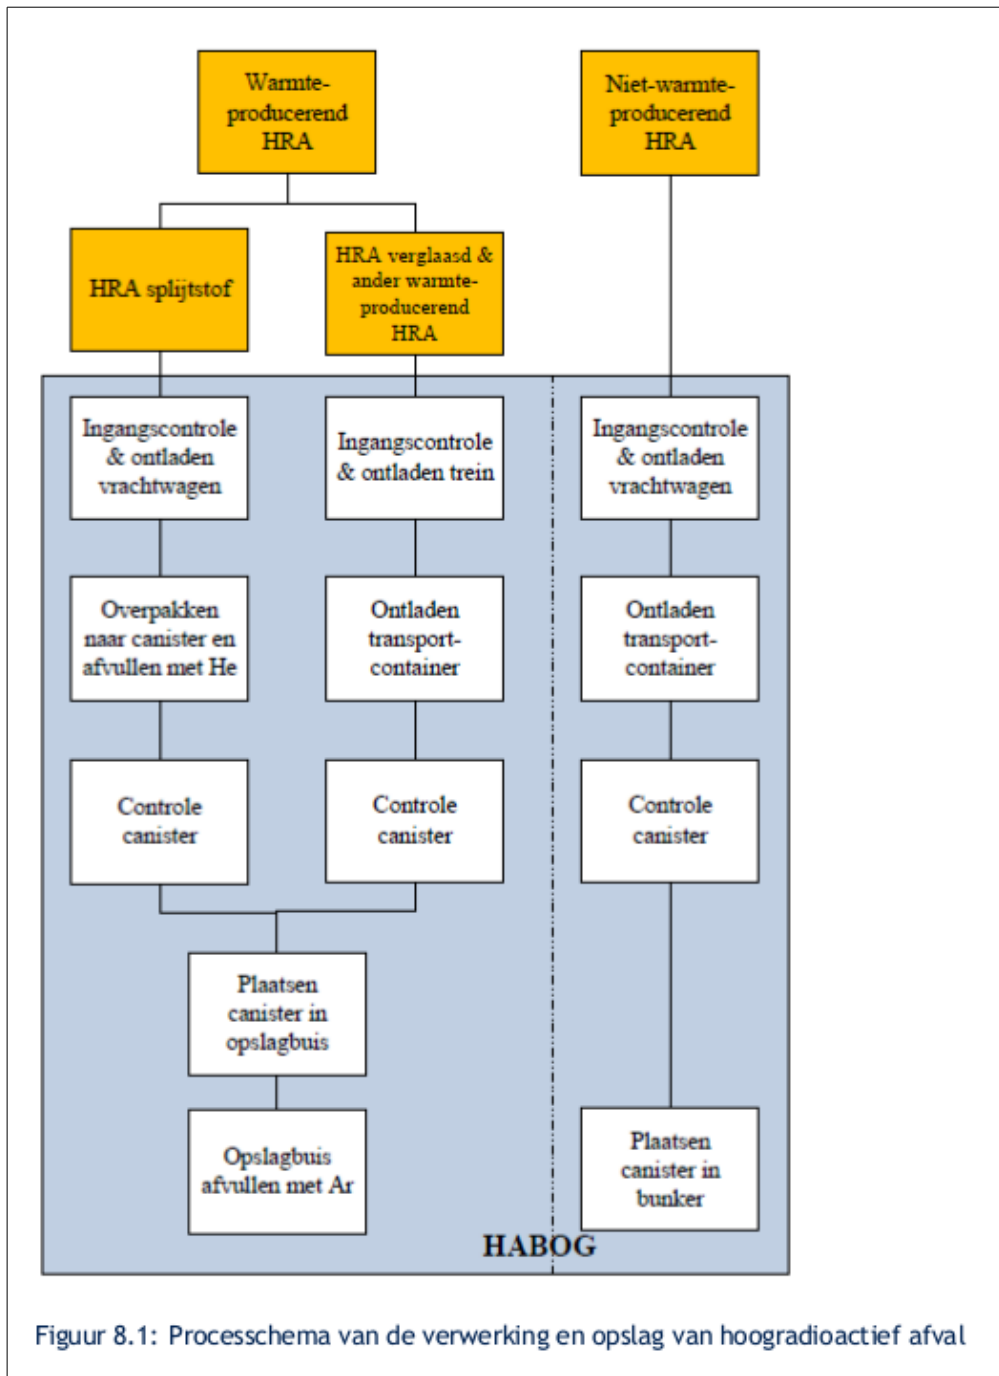 Warmte-
producerend
HRA
Niet-warmte-
producerend
HRA
HRA splijtstof
HRA verglaasd &
ander warmte-
producerend
HRA
Ingangscontrole
& ontladen
vrachtwagen
Ingangscontrole
& ontladen trein
Ingangscontrole
& ontladen
vrachtwagen
Overpakken
naar canister en
afvullen met He
Ontladen
transport-
container
Ontladen
transport-
container
Controle
canister
Controle
canister
Controle
canister
Plaatsen
canister in
opslagbuis
Opslagbuis
afvullen met Ar
Plaatsen
canister in
bunker
HABOG
Figuur 8.1: Processchema van de verwerking en opslag van hoogradioactief afval